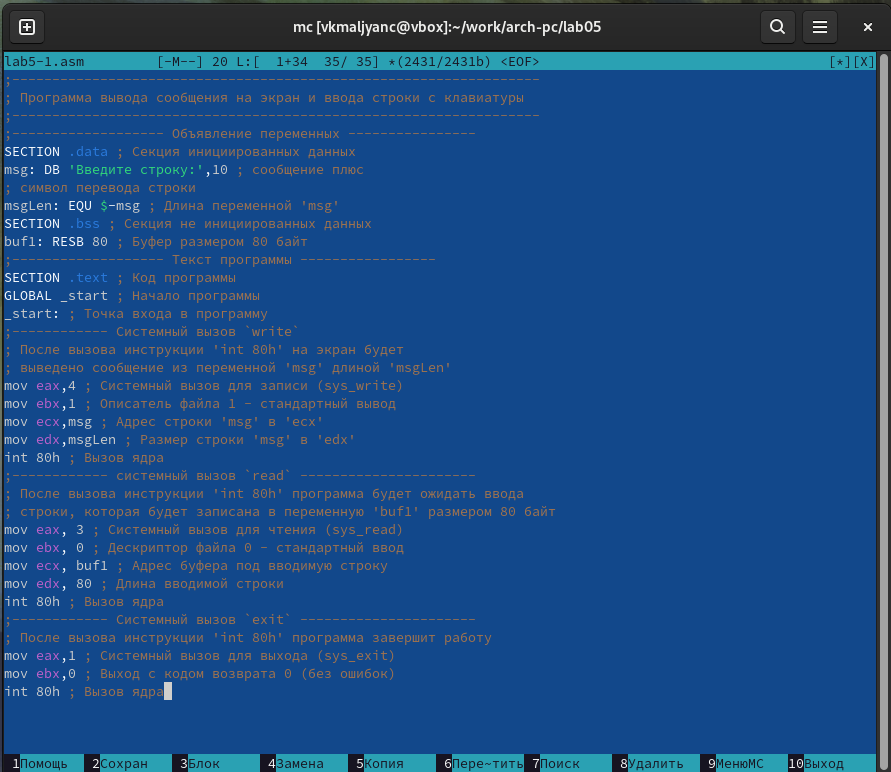 mc [vkmaljyanc@vbox]:~/work/arch-pc/lab05
lab5-1.asm [-M--] 20 L:[ 1+34 35/ 35] *(2431/2431b) <EOF> [*][X]
;------------------------------------------------------------------
; Программа вывода сообщения на экран и ввода строки с клавиатуры
;------------------------------------------------------------------
;------------------- Объявление переменных ----------------
SECTION .data ; Секция инициированных данных
msg: DB 'Введите строку:',10 ; сообщение плюс
; символ перевода строки
msgLen: EQU $-msg ; Длина переменной 'msg'
SECTION .bss ; Секция не инициированных данных
buf1: RESB 80 ; Буфер размером 80 байт
;------------------- Текст программы -----------------
SECTION .text ; Код программы
GLOBAL _start ; Начало программы
_start: ; Точка входа в программу
;------------ Системный вызов `write`
; После вызова инструкции 'int 80h' на экран будет
; выведено сообщение из переменной 'msg' длиной 'msgLen'
mov eax,4 ; Системный вызов для записи (sys_write)
mov ebx,1 ; Описатель файла 1 - стандартный вывод
mov ecx,msg ; Адрес строки 'msg' в 'ecx'
mov edx,msgLen ; Размер строки 'msg' в 'edx'
int 80h ; Вызов ядра
;------------ системный вызов `read` ----------------------
; После вызова инструкции 'int 80h' программа будет ожидать ввода
; строки, которая будет записана в переменную 'buf1' размером 80 байт
mov eax, 3 ; Системный вызов для чтения (sys_read)
mov ebx, 0 ; Дескриптор файла 0 - стандартный ввод
mov ecx, buf1 ; Адрес буфера под вводимую строку
mov edx, 80 ; Длина вводимой строки
int 80h ; Вызов ядра
;------------ Системный вызов `exit` ----------------------
; После вызова инструкции 'int 80h' программа завершит работу
mov eax,1 ; Системный вызов для выхода (sys_exit)
mov ebx,0 ; Выход с кодом возврата 0 (без ошибок)
int 80h ; Вызов ядра
1Помощь 2Сохран 3Блок 4Замена 5Копия 6Пере~тить 7Поиск 8Удалить 9МенюMC 10Выход